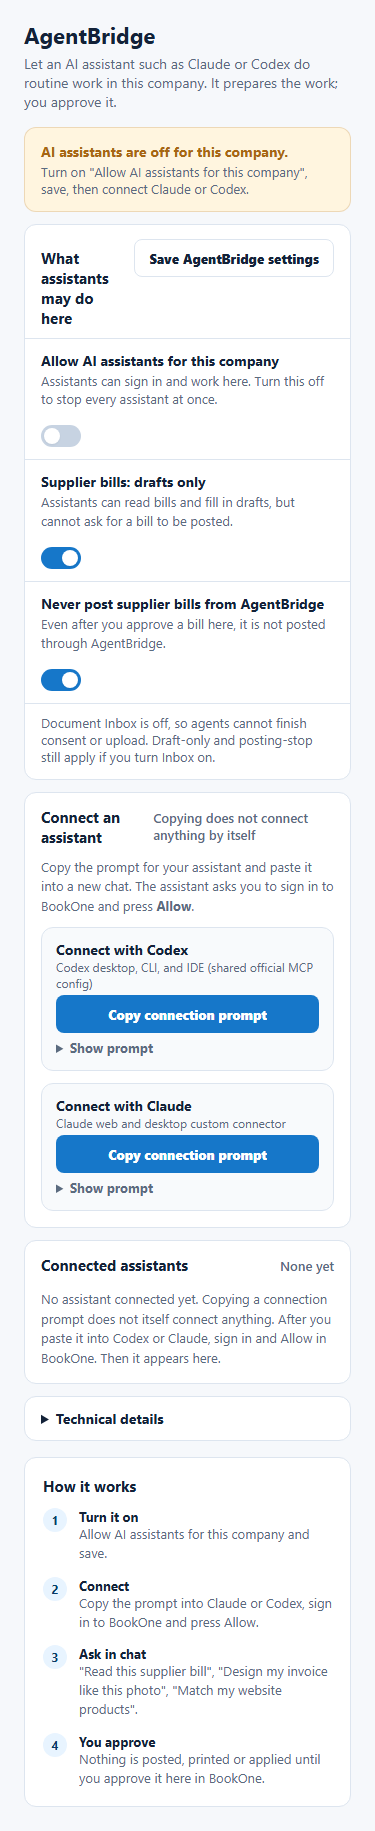 AgentBridge
Let an AI assistant such as Claude or Codex do
routine work in this company. It prepares the work;
you approve it.
AI assistants are off for this company.
Turn on "Allow AI assistants for this company",
save, then connect Claude or Codex.
What
assistants
may do
here
Save AgentBridge settings
Allow AI assistants for this company
Assistants can sign in and work here. Turn this off
to stop every assistant at once.
Supplier bills: drafts only
Assistants can read bills and fill in drafts, but
cannot ask for a bill to be posted.
Never post supplier bills from AgentBridge
Even after you approve a bill here, it is not posted
through AgentBridge.
Document Inbox is off, so agents cannot finish
consent or upload. Draft-only and posting-stop
still apply if you turn Inbox on.
Connect an
assistant
Copying does not connect
anything by itself
Copy the prompt for your assistant and paste it
into a new chat. The assistant asks you to sign in to
BookOne and press Allow.
Connect with Codex
Codex desktop, CLI, and IDE (shared official MCP
config)
Copy connection prompt
Show prompt
Connect with Claude
Claude web and desktop custom connector
Copy connection prompt
Show prompt
Connected assistants
None yet
No assistant connected yet. Copying a connection
prompt does not itself connect anything. After you
paste it into Codex or Claude, sign in and Allow in
BookOne. Then it appears here.
Technical details
How it works
1 Turn it on
Allow AI assistants for this company and
save.
2 Connect
Copy the prompt into Claude or Codex, sign
in to BookOne and press Allow.
3 Ask in chat
"Read this supplier bill", "Design my invoice
like this photo", "Match my website
products".
4 You approve
Nothing is posted, printed or applied until
you approve it here in BookOne.